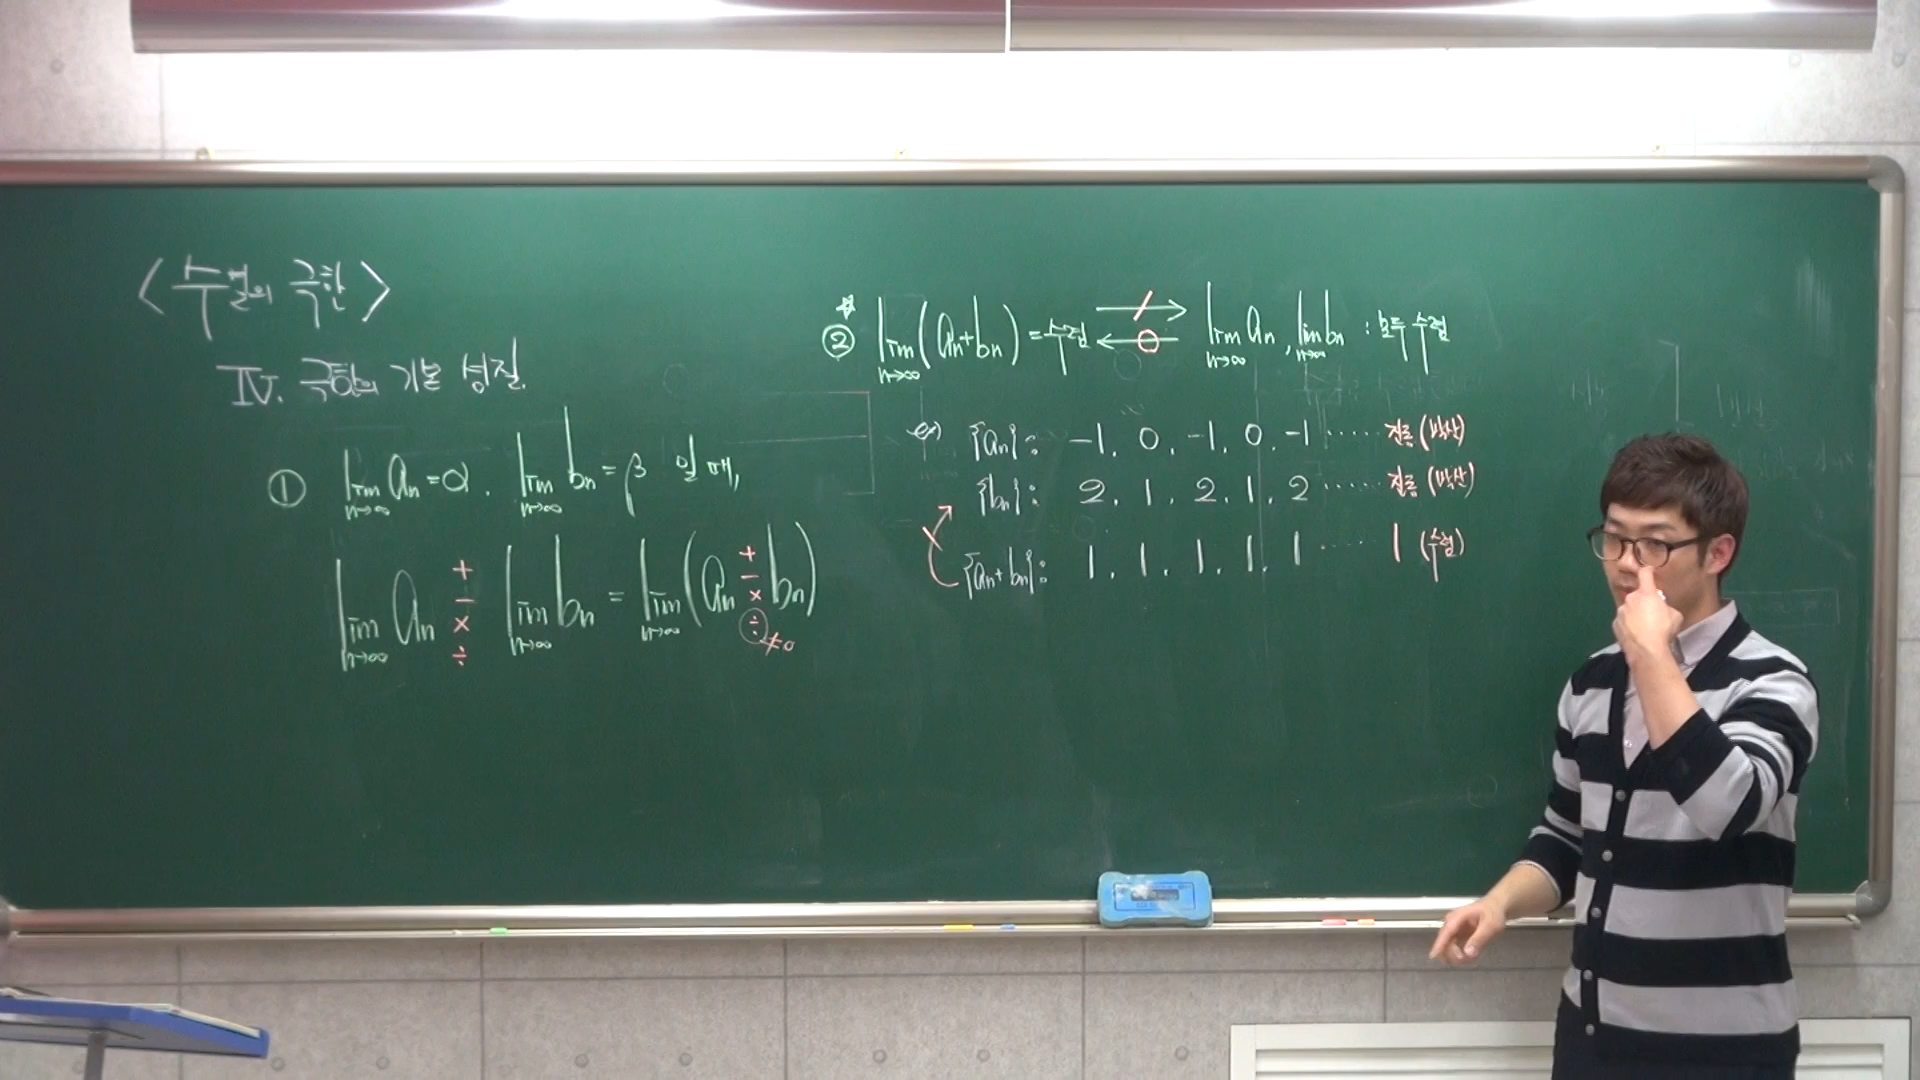 <수열의 극한>
IV. 극한의 기본 성질.
① lim n→∞ an = α . lim n→∞ bn = β 일 때,
lim n→∞ an + - × ÷ lim n→∞ bn = lim n→∞ (an + - × ÷ bn)
≠0
☆
② lim n→∞ (an+bn) = 수렴 ⇄ lim n→∞ an , lim n→∞ bn : 모두 수렴
ex) {an} : -1. 0. -1. 0. -1 ..... 진동 (발산)
{bn} : 2. 1. 2. 1. 2 ..... 진동 (발산)
{an+bn} : 1. 1. 1. 1. 1 ..... 1 (수렴)